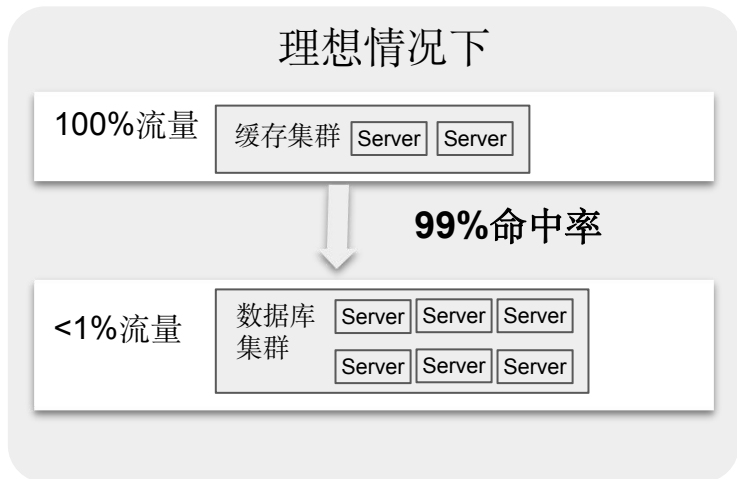 理想情况下
100%流量
缓存集群 Server Server
99%命中率
<1%流量
数据库 Server Server Server
集群
Server Server Server